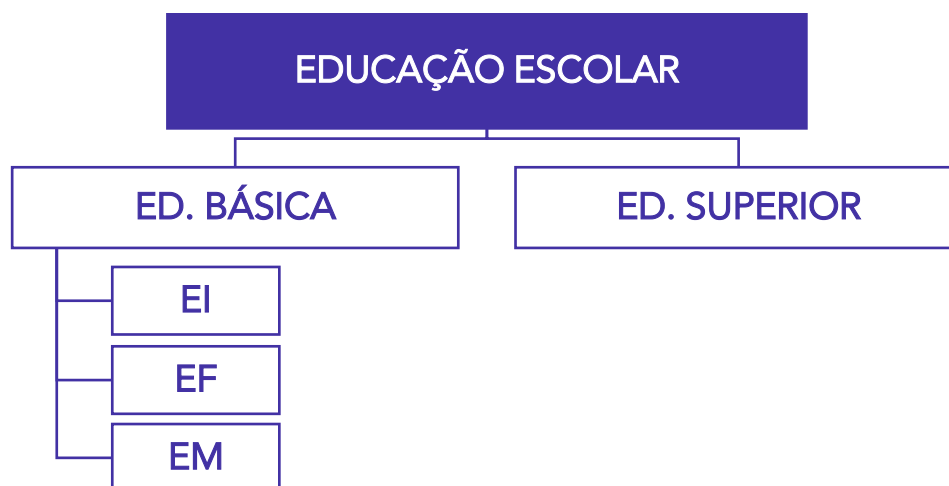 EDUCAÇÃO ESCOLAR
ED. BÁSICA
ED. SUPERIOR
EI
EF
EM